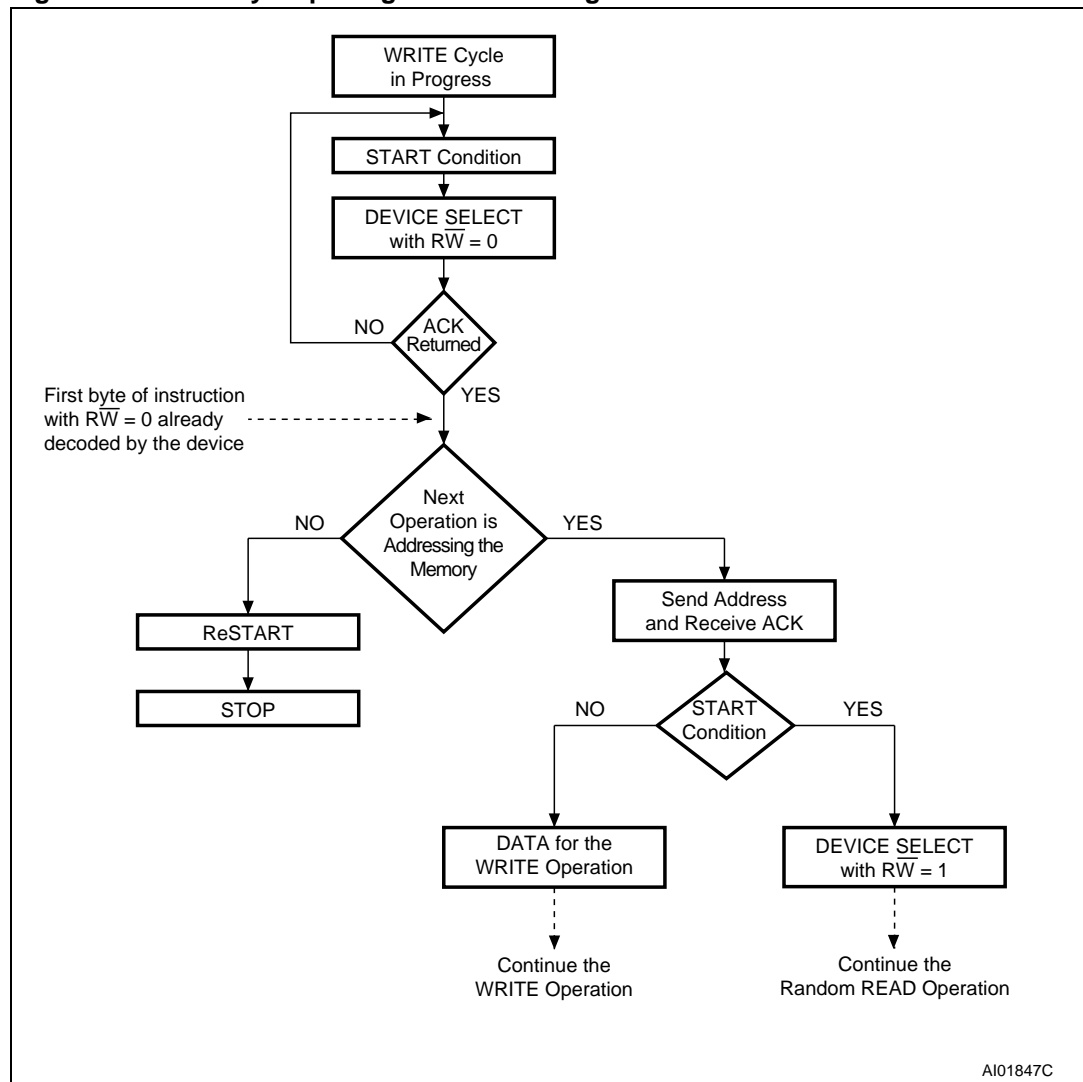 WRITE Cycle
in Progress
START Condition
DEVICE SELECT
with RW̅ = 0
NO
ACK
Returned
YES
First byte of instruction
with RW̅ = 0 already
decoded by the device
NO
Next
Operation is
Addressing the
Memory
YES
ReSTART
STOP
Send Address
and Receive ACK
NO
START
Condition
YES
DATA for the
WRITE Operation
DEVICE SELECT
with RW̅ = 1
Continue the
WRITE Operation
Continue the
Random READ Operation
AI01847C